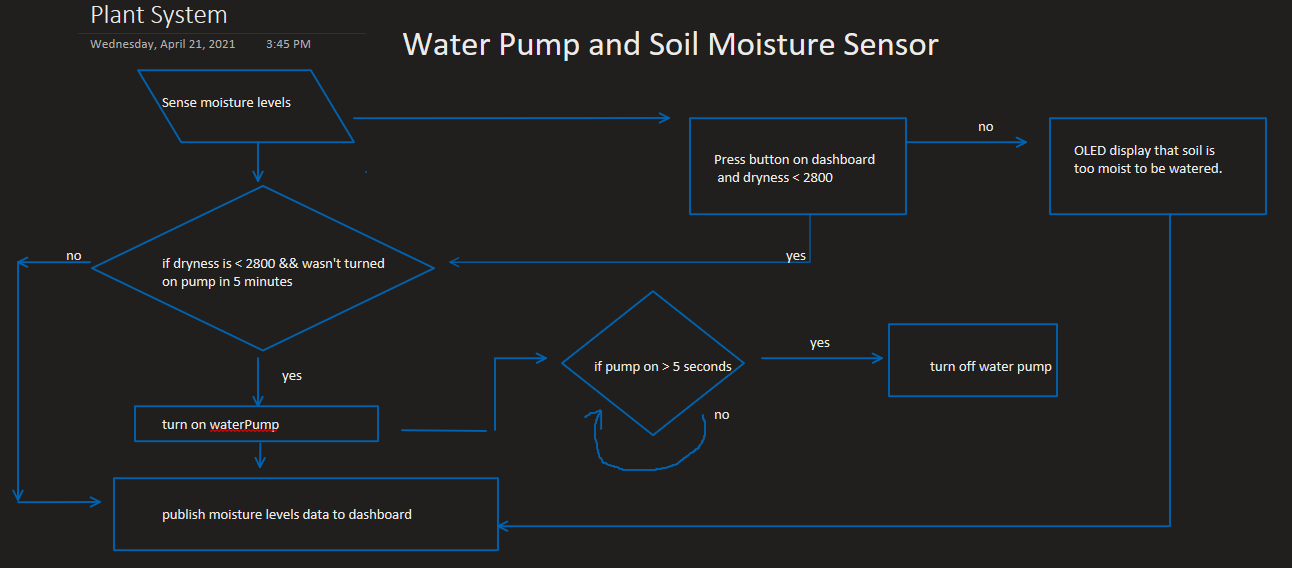 Plant System
Wednesday, April 21, 2021 3:45 PM
Water Pump and Soil Moisture Sensor
Sense moisture levels
no
Press button on dashboard
and dryness < 2800
OLED display that soil is
too moist to be watered.
no
yes
if dryness is < 2800 && wasn't turned
on pump in 5 minutes
yes
if pump on > 5 seconds
yes
turn off water pump
no
turn on waterPump
publish moisture levels data to dashboard